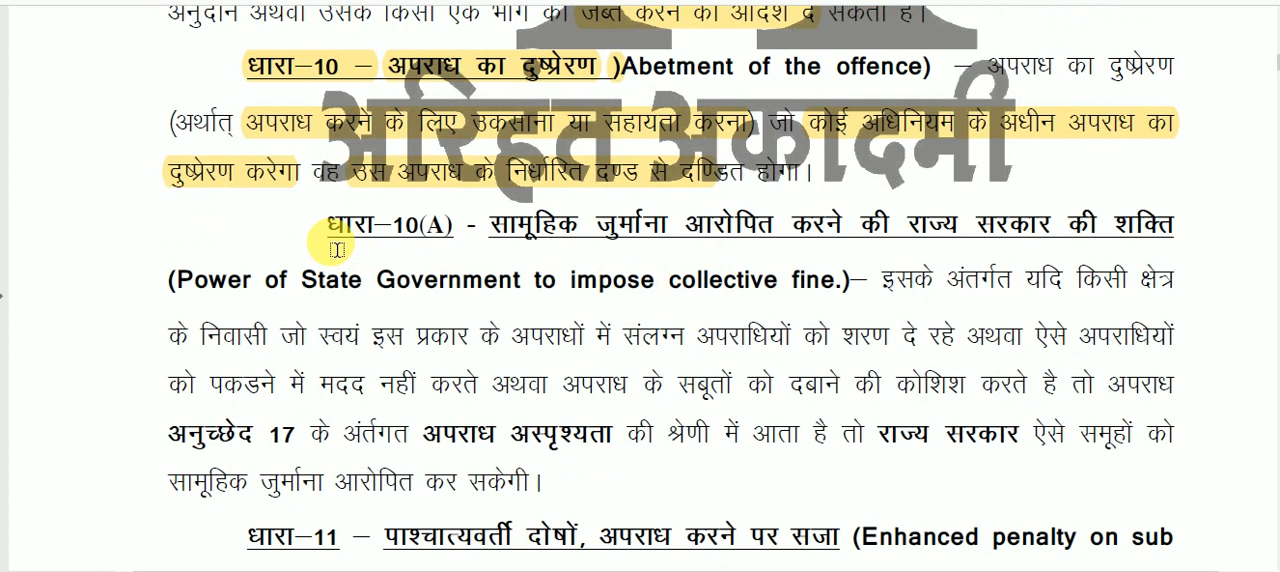 अनुदान अथवा उसके किसी एक भाग को जब्त करने का आदेश दे सकती है।
धारा–10 – अपराध का दुष्प्रेरण )Abetment of the offence) – अपराध का दुष्प्रेरण
(अर्थात् अपराध करने के लिए उकसाना या सहायता करना) जो कोई अधिनियम के अधीन अपराध का
दुष्प्रेरण करेगा वह उस अपराध के निर्धारित दण्ड से दण्डित होगा।
अरिहंत अकादमी
धारा–10(A) - सामूहिक जुर्माना आरोपित करने की राज्य सरकार की शक्ति
(Power of State Government to impose collective fine.)– इसके अंतर्गत यदि किसी क्षेत्र
के निवासी जो स्वयं इस प्रकार के अपराधों में संलग्न अपराधियों को शरण दे रहे अथवा ऐसे अपराधियों
को पकडने में मदद नहीं करते अथवा अपराध के सबूतों को दबाने की कोशिश करते है तो अपराध
अनुच्छेद 17 के अंर्तगत अपराध अस्पृश्यता की श्रेणी में आता है तो राज्य सरकार ऐसे समूहों को
सामूहिक जुर्माना आरोपित कर सकेगी।
धारा–11 – पाश्चात्यवर्ती दोषों, अपराध करने पर सजा (Enhanced penalty on sub